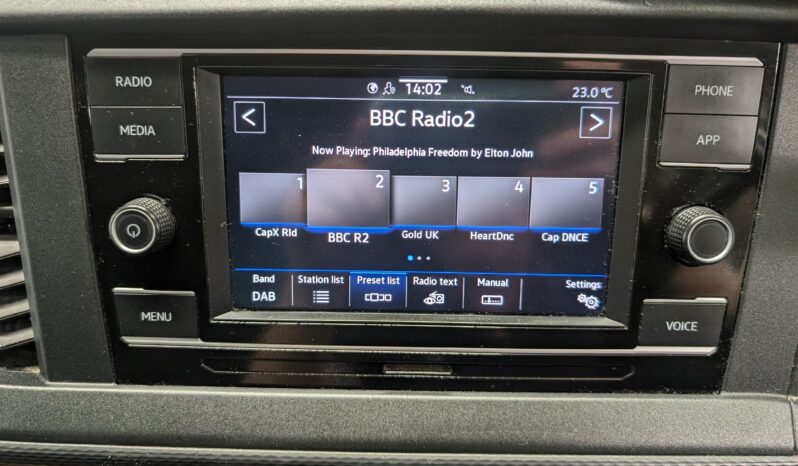 RADIO
MEDIA
MENU
PHONE
APP
VOICE
14:02
23.0 °C
BBC Radio2
Now Playing: Philadelphia Freedom by Elton John
1 2 3 4 5
CapX Rld BBC R2 Gold UK HeartDnc Cap DNCE
Band Station list Preset list Radio text Manual Settings
DAB